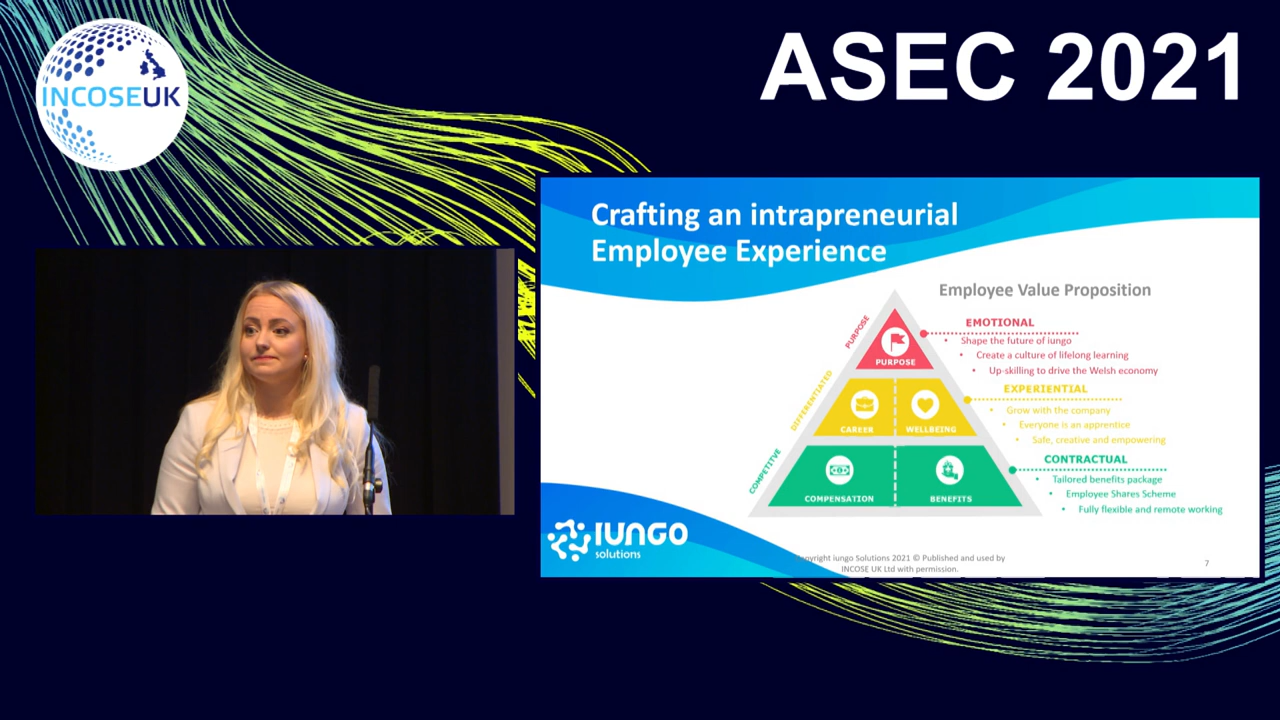 INCOSEUK
ASEC 2021
Crafting an intrapreneurial
Employee Experience
Employee Value Proposition
PURPOSE
DIFFERENTIATED
COMPETITVE
PURPOSE
CAREER
WELLBEING
COMPENSATION
BENEFITS
EMOTIONAL
• Shape the future of iungo
• Create a culture of lifelong learning
• Up-skilling to drive the Welsh economy
EXPERIENTIAL
• Grow with the company
• Everyone is an apprentice
• Safe, creative and empowering
CONTRACTUAL
• Tailored benefits package
• Employee Shares Scheme
• Fully flexible and remote working
IUNGO
solutions
opyright iungo Solutions 2021 © Published and used by
INCOSE UK Ltd with permission.
7